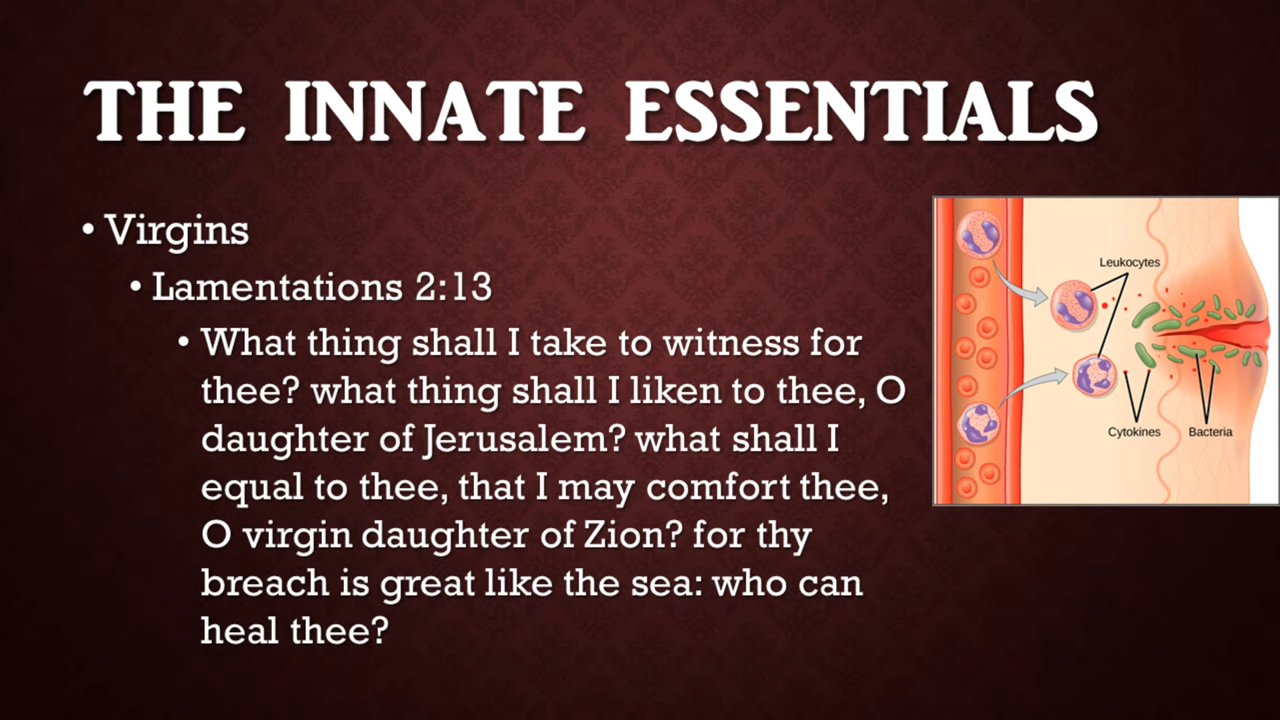 THE INNATE ESSENTIALS
• Virgins
• Lamentations 2:13
• What thing shall I take to witness for
thee? what thing shall I liken to thee, O
daughter of Jerusalem? what shall I
equal to thee, that I may comfort thee,
O virgin daughter of Zion? for thy
breach is great like the sea: who can
heal thee?
Leukocytes
Cytokines
Bacteria